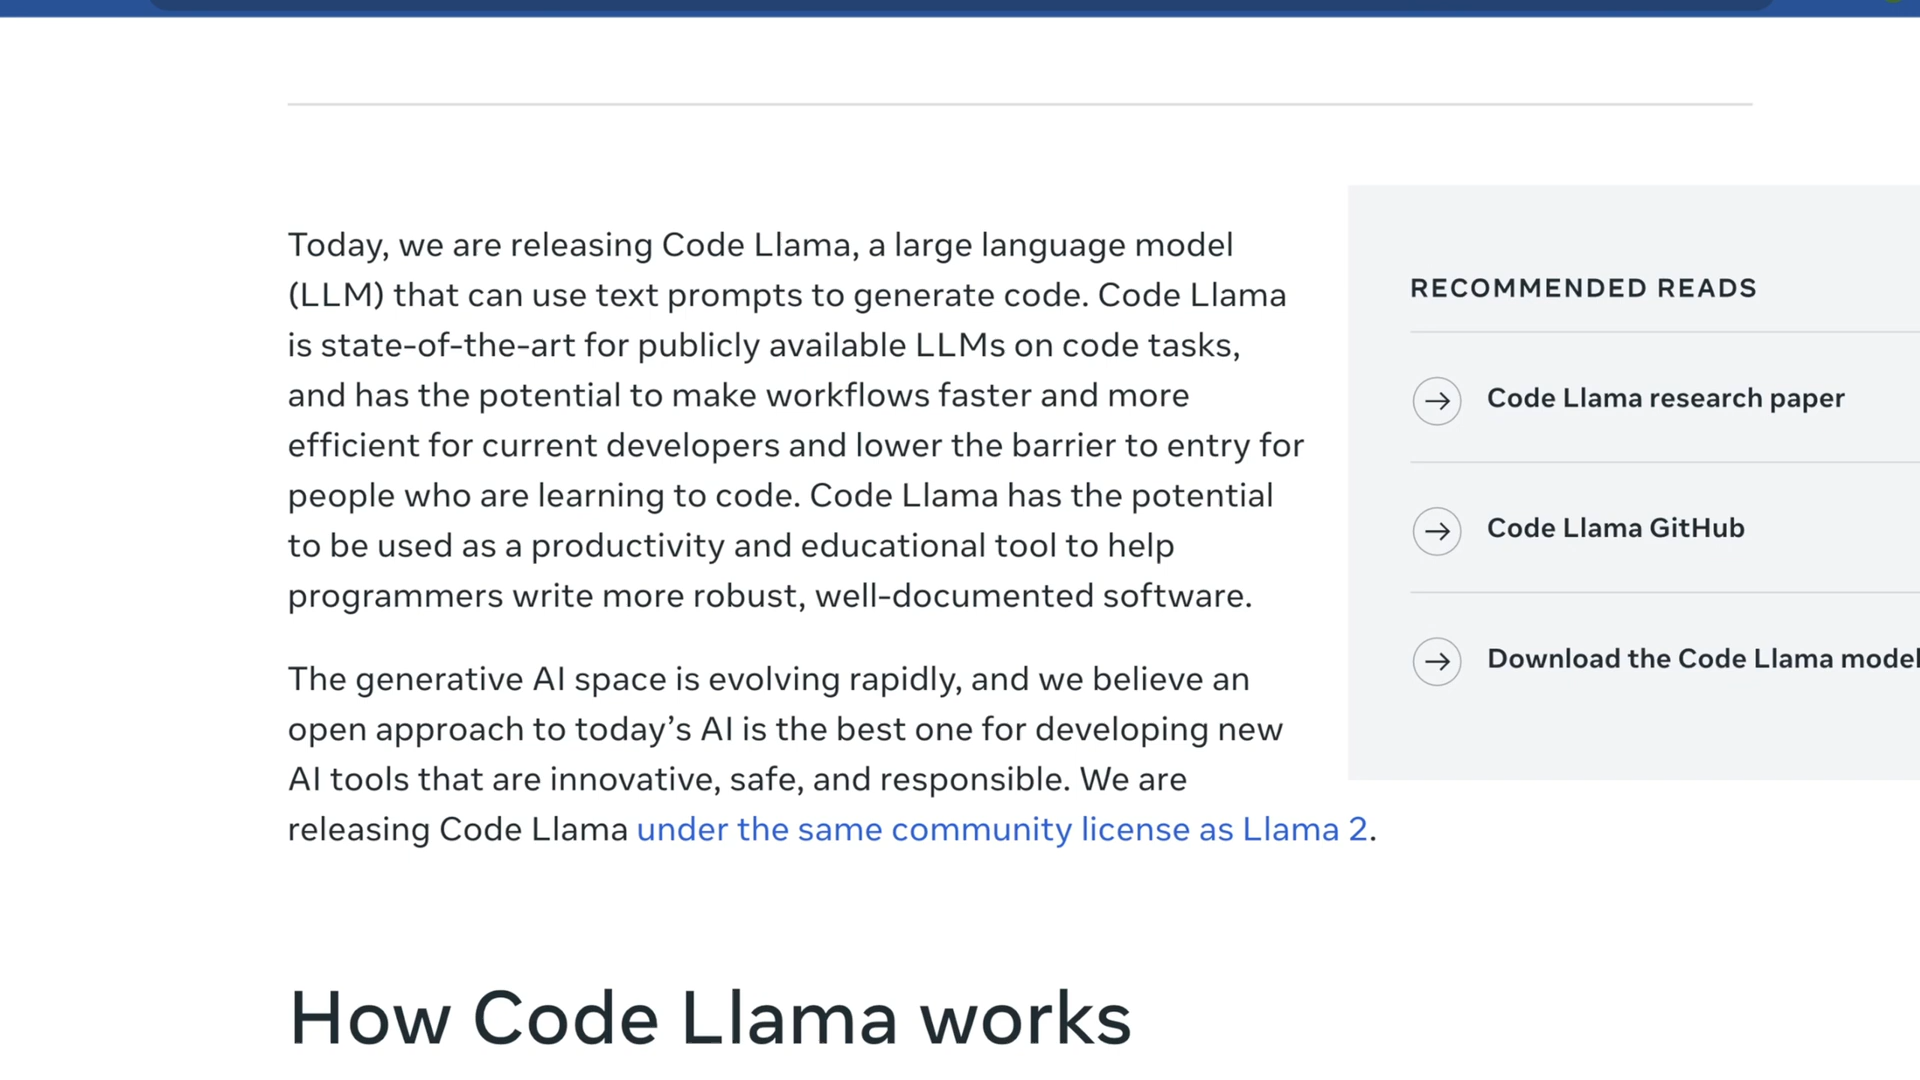 Today, we are releasing Code Llama, a large language model
(LLM) that can use text prompts to generate code. Code Llama
is state-of-the-art for publicly available LLMs on code tasks,
and has the potential to make workflows faster and more
efficient for current developers and lower the barrier to entry for
people who are learning to code. Code Llama has the potential
to be used as a productivity and educational tool to help
programmers write more robust, well-documented software.
The generative AI space is evolving rapidly, and we believe an
open approach to today’s AI is the best one for developing new
AI tools that are innovative, safe, and responsible. We are
releasing Code Llama under the same community license as Llama 2.
RECOMMENDED READS
Code Llama research paper
Code Llama GitHub
Download the Code Llama model
How Code Llama works